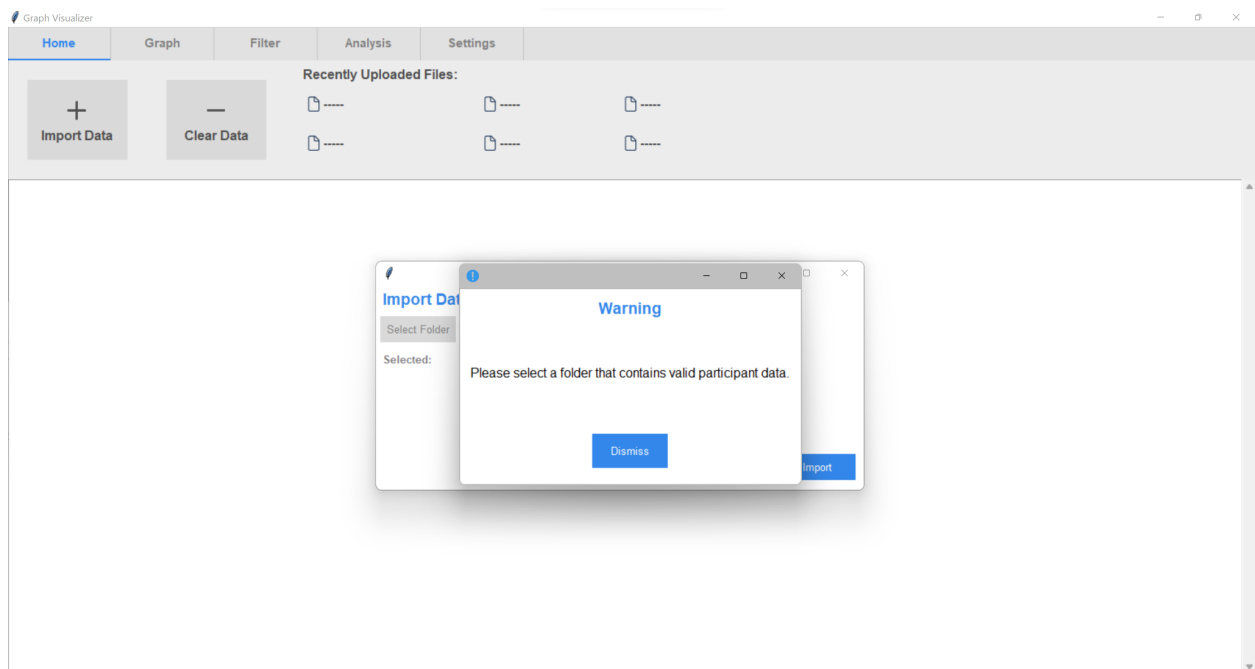 Graph Visualizer
Home Graph Filter Analysis Settings
Recently Uploaded Files:
----- ----- -----
Import Data Clear Data
----- ----- -----
Import Dat
Warning
Select Folder
Selected:
Please select a folder that contains valid participant data.
Dismiss
Import